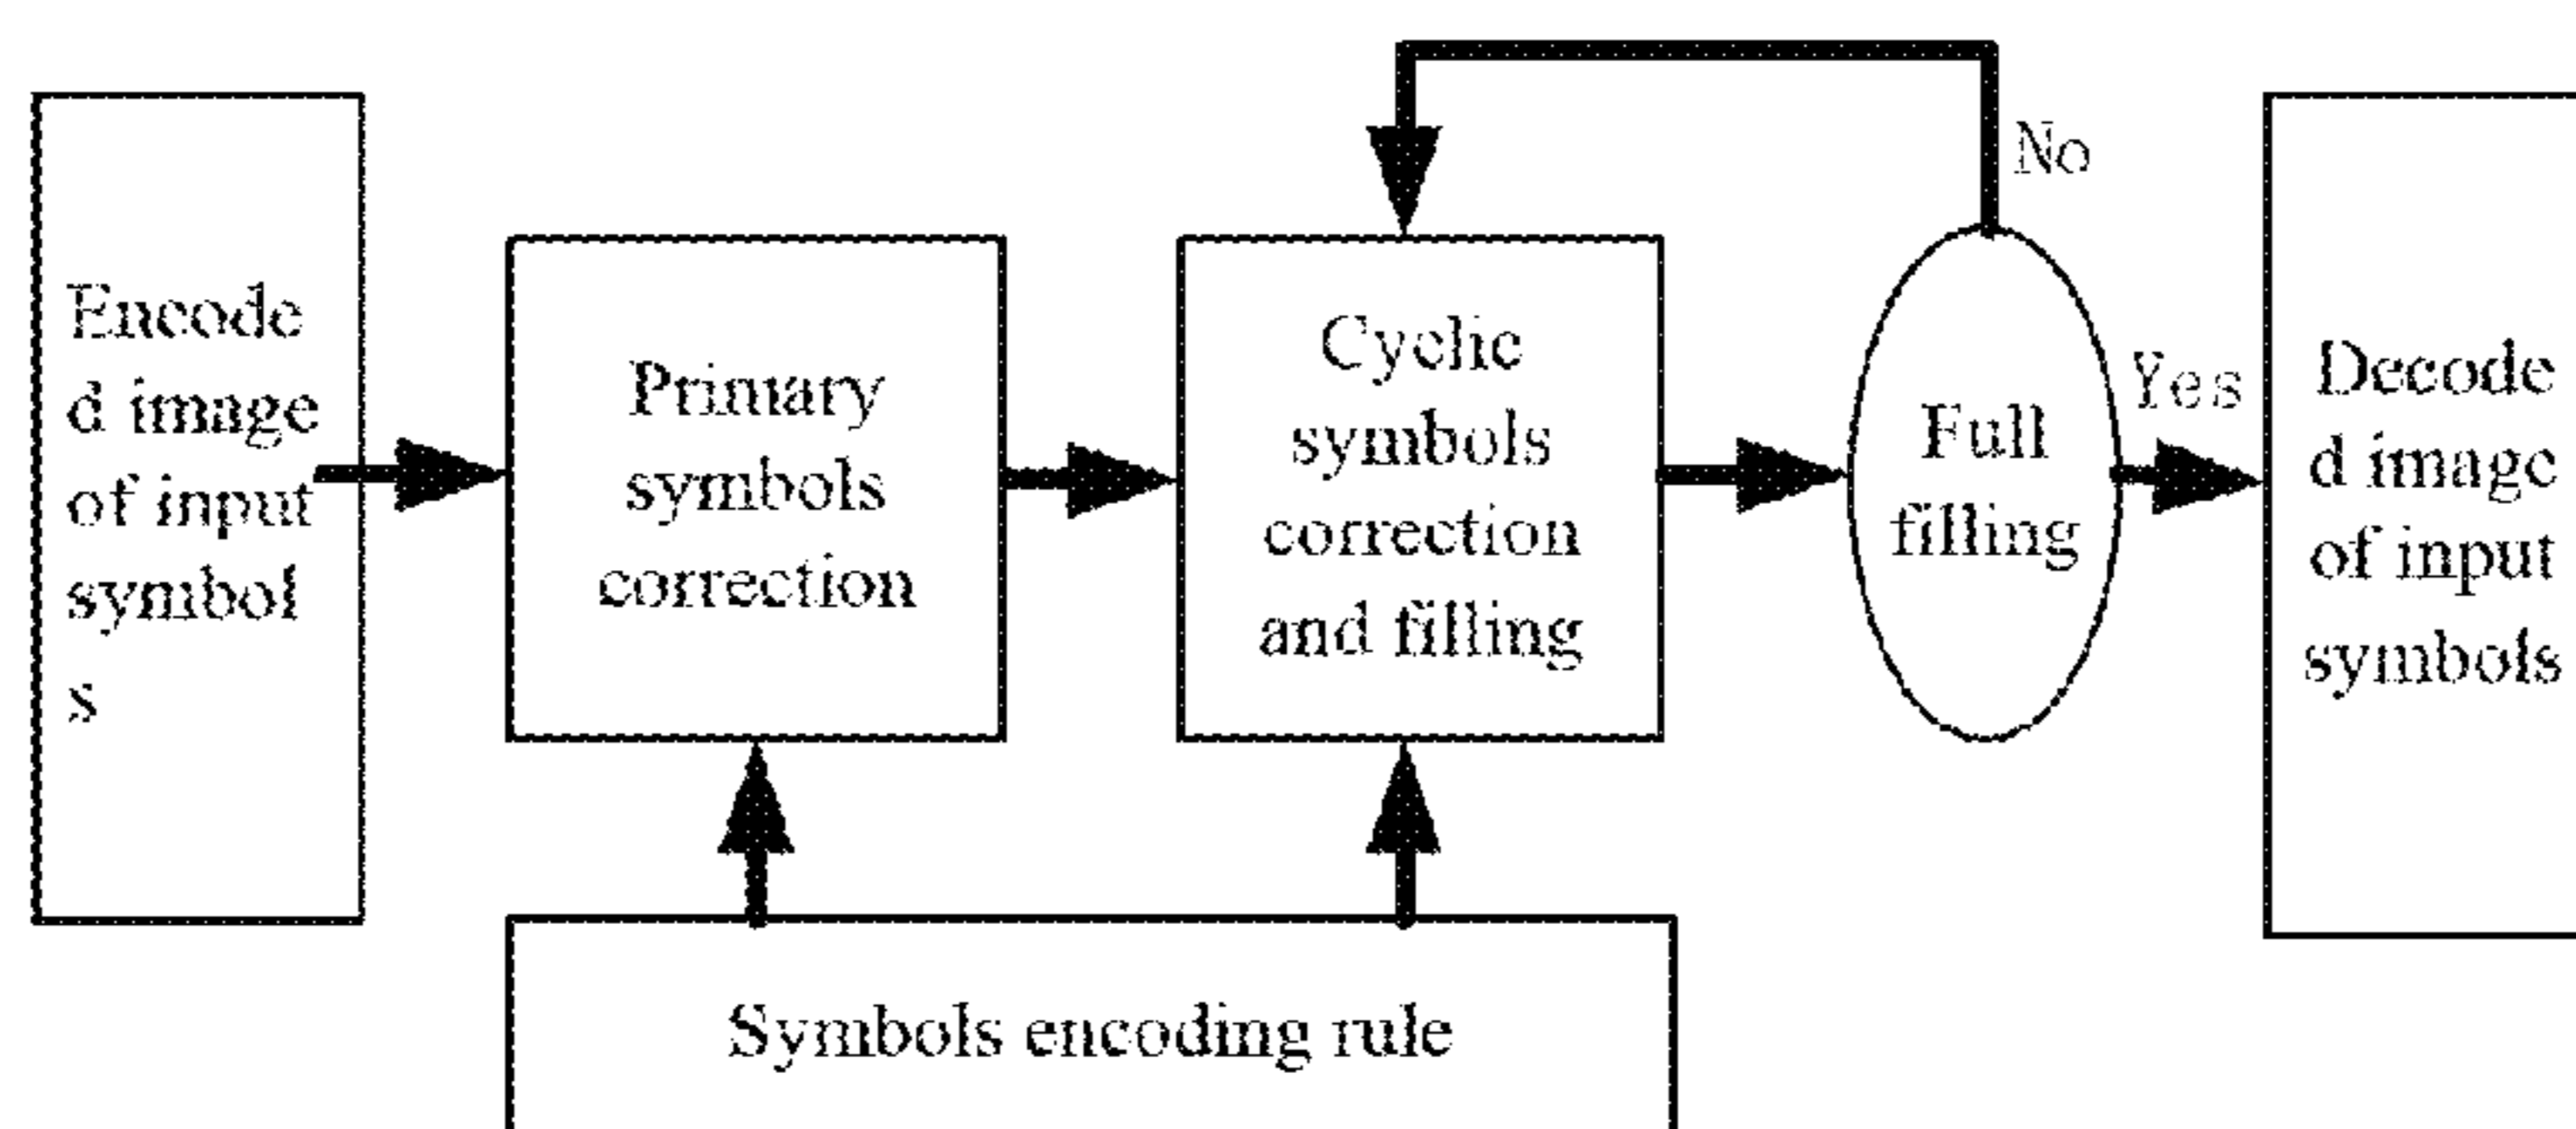 Encode
d image
of input
symbol
s
Primary
symbols
correction
Cyclic
symbols
correction
and filling
Full
filling
No
Yes
Decode
d image
of input
symbols
Symbols encoding rule